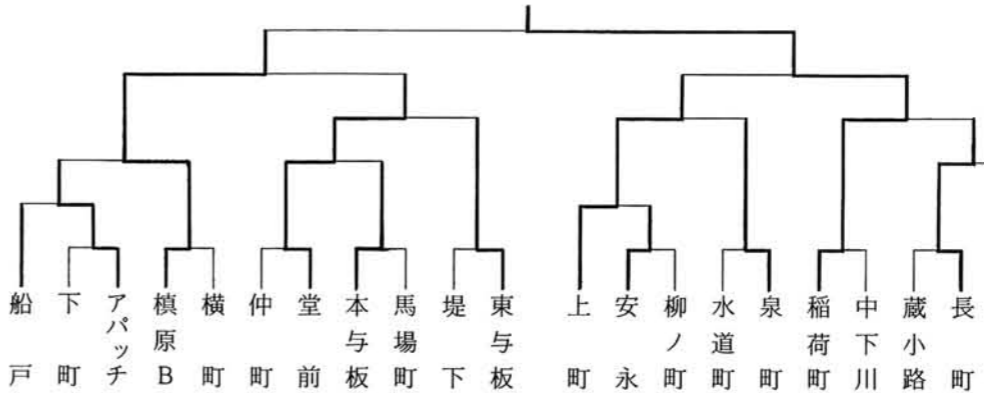 船戸
下町
アパッチ
槙原B
横町
仲町
堂前
本与板
馬場町
堤下
東与板
上町
安永
柳ノ町
水道町
泉町
稲荷町
中下川
蔵小路
長町